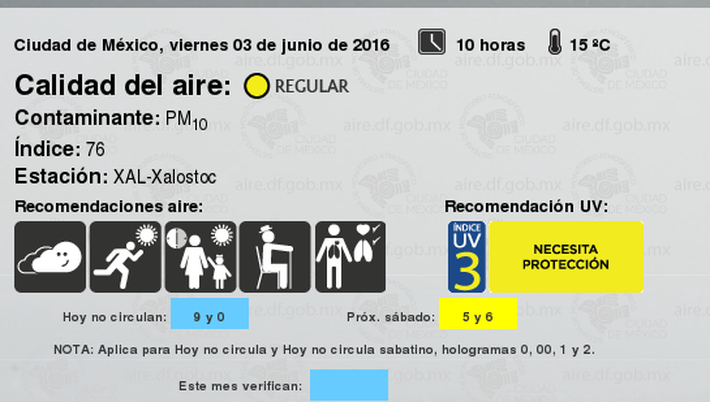 Ciudad de México, viernes 03 de junio de 2016 10 horas 15 ºC
Calidad del aire: REGULAR
Contaminante: PM10
Índice: 76
Estación: XAL-Xalostoc
Recomendaciones aire: Recomendación UV:
ÍNDICE
UV
3
NECESITA
PROTECCIÓN
Hoy no circulan: 9 y 0 Próx. sábado: 5 y 6
NOTA: Aplica para Hoy no circula y Hoy no circula sabatino, hologramas 0, 00, 1 y 2.
Este mes verifican:
aire.df.gob.mx
CIUDAD
DE MÉXICO